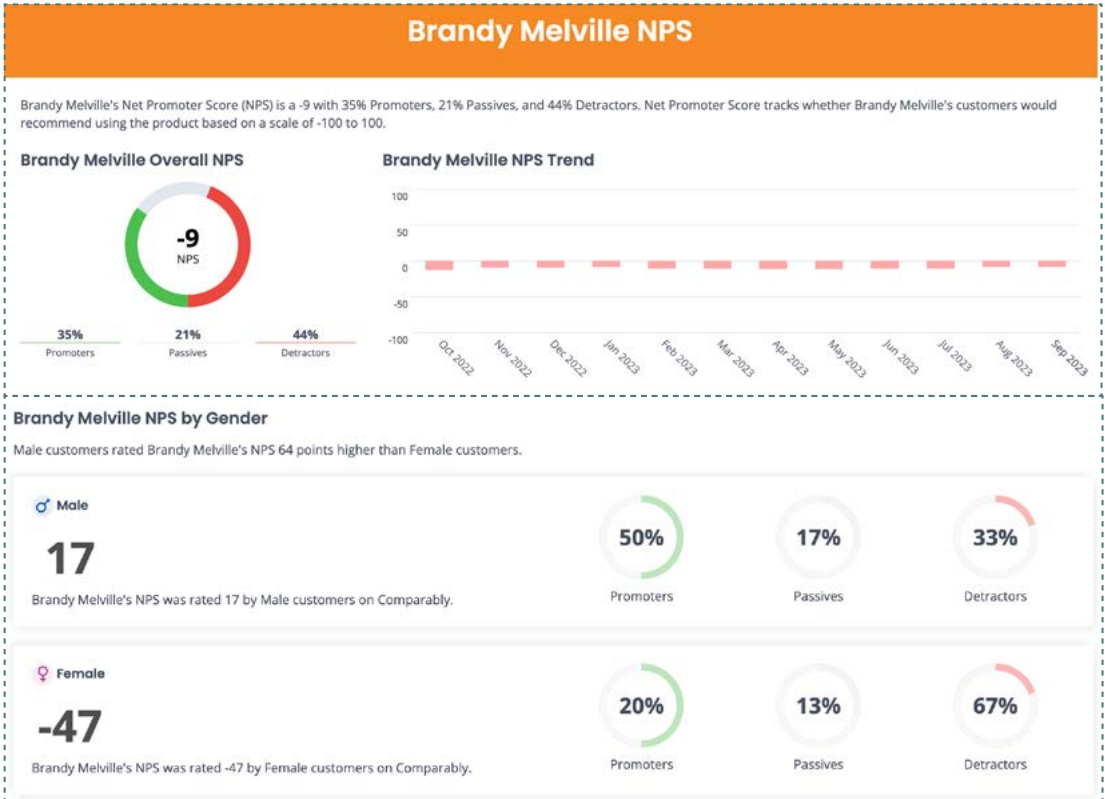 Brandy Melville NPS
Brandy Melville's Net Promoter Score (NPS) is a -9 with 35% Promoters, 21% Passives, and 44% Detractors. Net Promoter Score tracks whether Brandy Melville's customers would
recommend using the product based on a scale of -100 to 100.
Brandy Melville Overall NPS
-9
NPS
35%
Promoters
21%
Passives
44%
Detractors
Brandy Melville NPS Trend
100
50
0
-50
-100
Oct 2022
Nov 2022
Dec 2022
Jan 2023
Feb 2023
Mar 2023
Apr 2023
May 2023
Jun 2023
Jul 2023
Aug 2023
Sep 2023
Brandy Melville NPS by Gender
Male customers rated Brandy Melville's NPS 64 points higher than Female customers.
Male
17
Brandy Melville's NPS was rated 17 by Male customers on Comparably.
50%
Promoters
17%
Passives
33%
Detractors
Female
-47
Brandy Melville's NPS was rated -47 by Female customers on Comparably.
20%
Promoters
13%
Passives
67%
Detractors